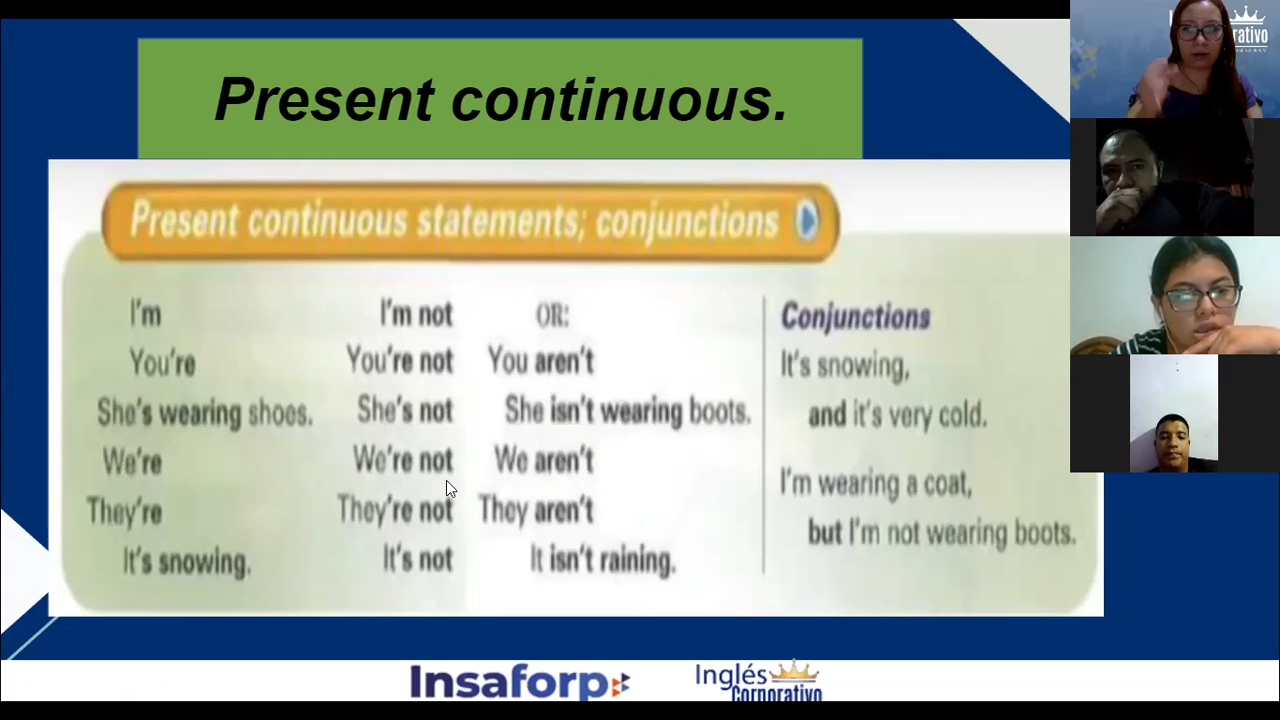 Present continuous.
Present continuous statements; conjunctions
I'm I'm not OR:
You're You're not You aren't
She's wearing shoes. She's not She isn't wearing boots.
We're We're not We aren't
They're They're not They aren't
It's snowing. It's not It isn't raining.
Conjunctions
It's snowing,
and it's very cold.
I'm wearing a coat,
but I'm not wearing boots.
Insaforp
Inglés
Corporativo
rativo